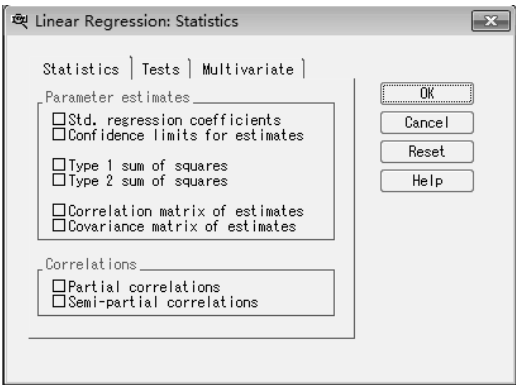 Linear Regression: Statistics
Statistics Tests Multivariate
Parameter estimates
Std. regression coefficients
Confidence limits for estimates
Type 1 sum of squares
Type 2 sum of squares
Correlation matrix of estimates
Covariance matrix of estimates
Correlations
Partial correlations
Semi-partial correlations
OK
Cancel
Reset
Help